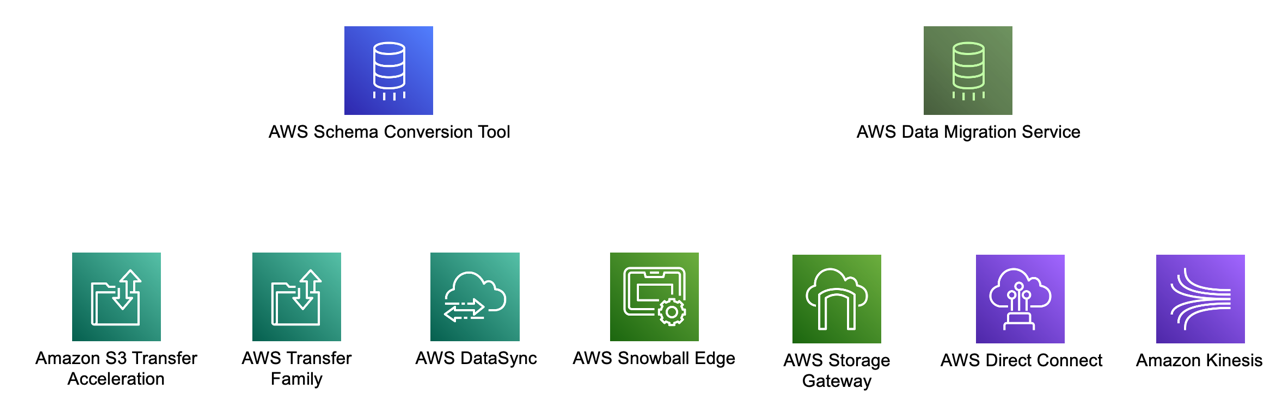 AWS Schema Conversion Tool
AWS Data Migration Service
Amazon S3 Transfer
Acceleration
AWS Transfer
Family
AWS DataSync
AWS Snowball Edge
AWS Storage
Gateway
AWS Direct Connect
Amazon Kinesis